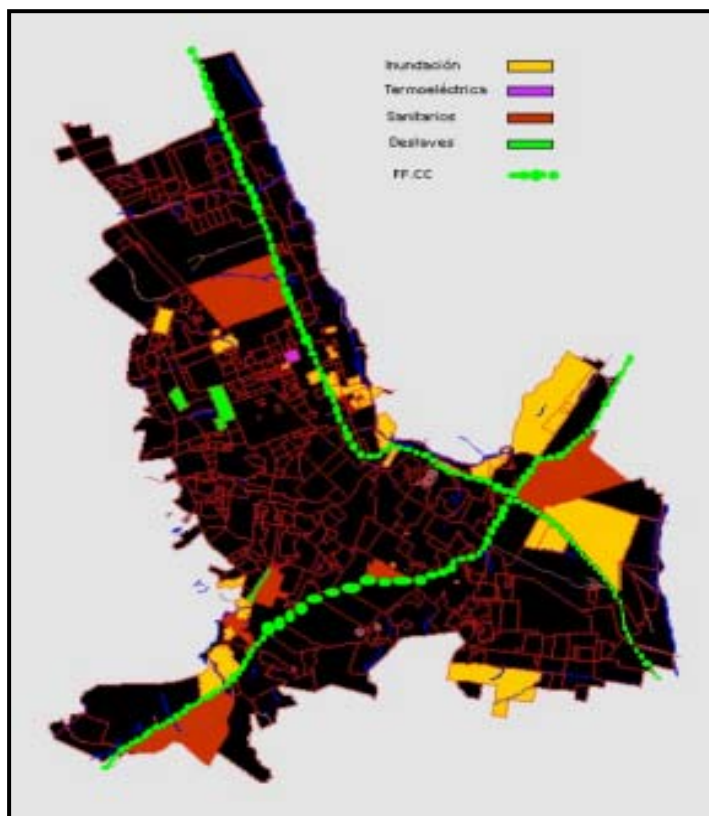 Inundación
Termoeléctrica
Sanitarios
Deslaves
FF.CC